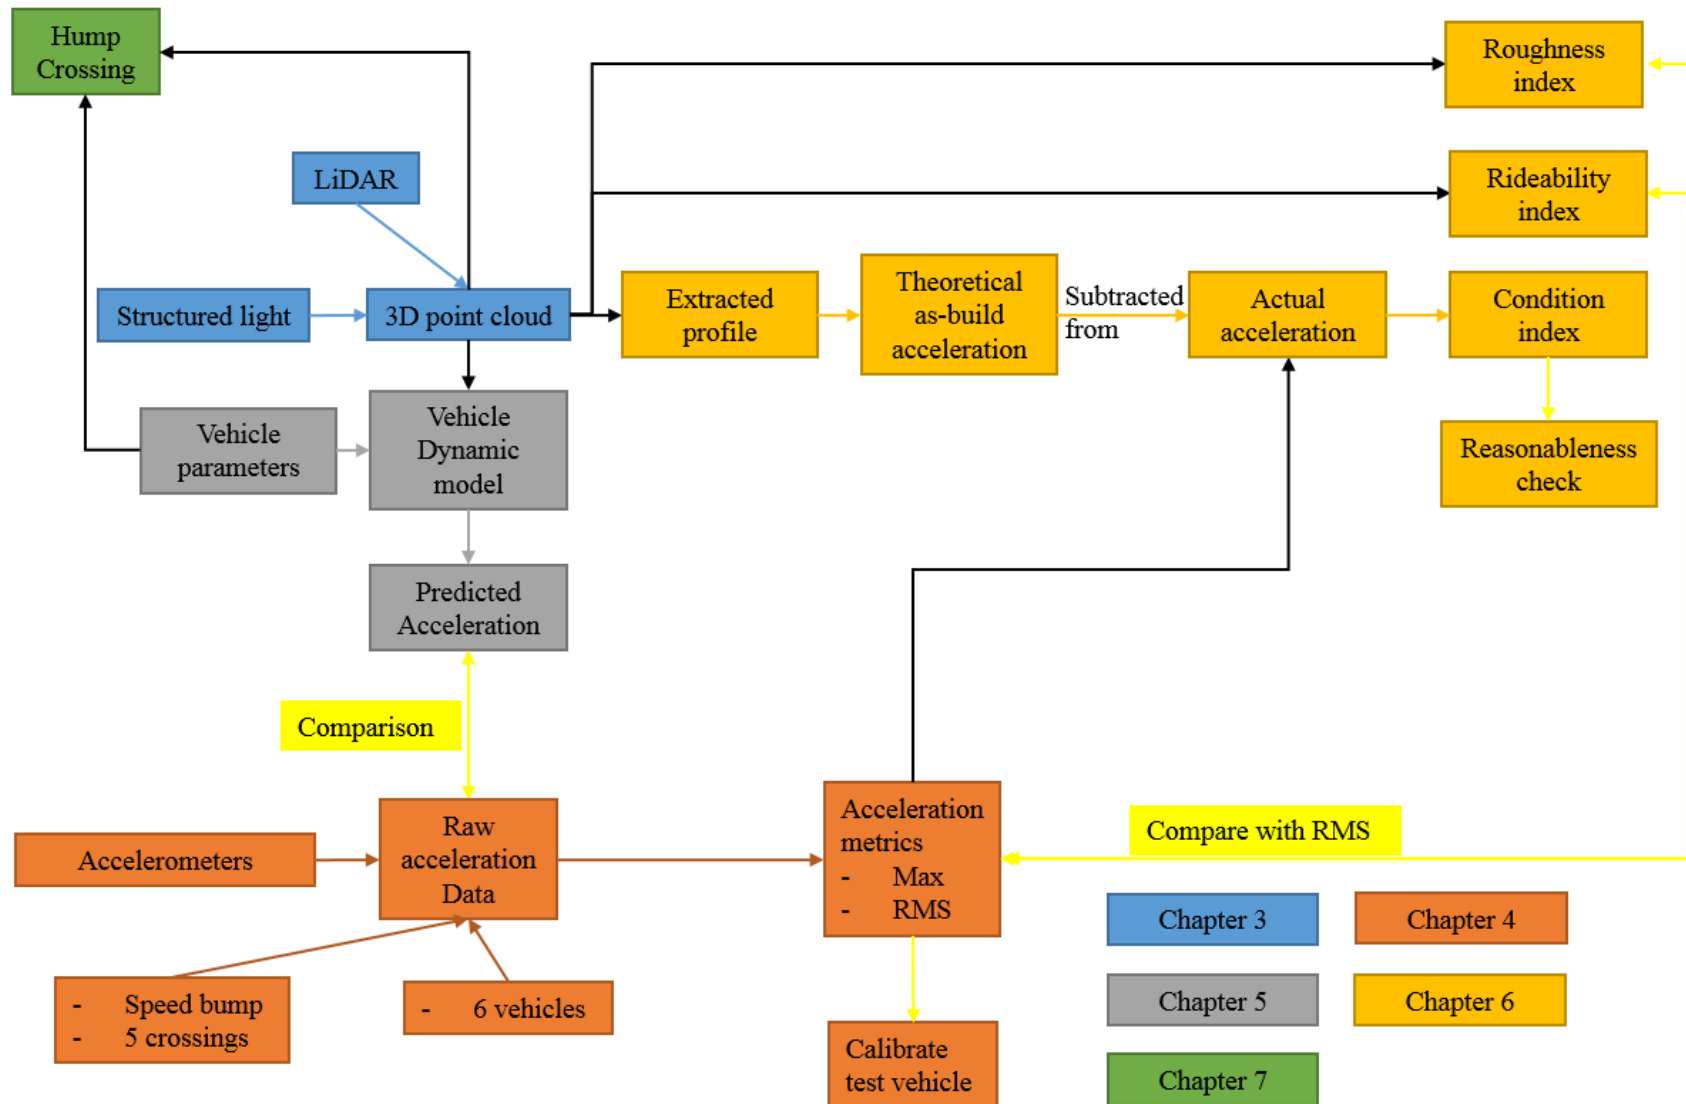 Hump
Crossing
Roughness
index
LiDAR
Rideability
index
Structured light
3D point cloud
Extracted
profile
Theoretical
as-build
acceleration
Subtracted
from
Actual
acceleration
Condition
index
Vehicle
parameters
Vehicle
Dynamic
model
Reasonableness
check
Predicted
Acceleration
Comparison
Accelerometers
Raw
acceleration
Data
Acceleration
metrics
- Max
- RMS
Compare with RMS
- Speed bump
- 5 crossings
- 6 vehicles
Calibrate
test vehicle
Chapter 3
Chapter 4
Chapter 5
Chapter 6
Chapter 7